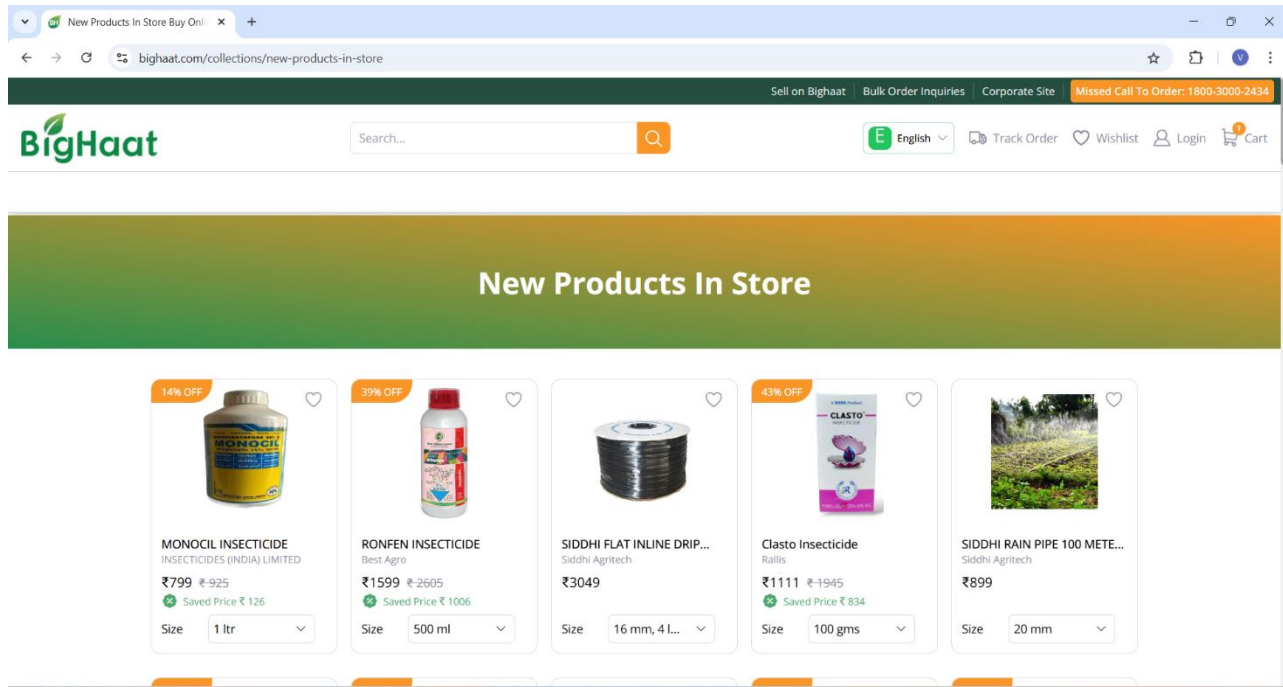 New Products In Store Buy Onli
bighaat.com/collections/new-products-in-store
V
Sell on Bighaat Bulk Order Inquiries Corporate Site Missed Call To Order: 1800-3000-2434
BigHaat
Search...
E English Track Order Wishlist Login 1 Cart
New Products In Store
14% OFF 39% OFF 43% OFF
MONOCIL
CLASTO
MONOCIL INSECTICIDE
INSECTICIDES (INDIA) LIMITED
₹799 ₹ 925
Saved Price ₹ 126
Size 1 ltr
RONFEN INSECTICIDE
Best Agro
₹1599 ₹ 2605
Saved Price ₹ 1006
Size 500 ml
SIDDHI FLAT INLINE DRIP...
Siddhi Agritech
₹3049
Size 16 mm, 4 l...
Clasto Insecticide
Rallis
₹1111 ₹ 1945
Saved Price ₹ 834
Size 100 gms
SIDDHI RAIN PIPE 100 METE...
Siddhi Agritech
₹899
Size 20 mm